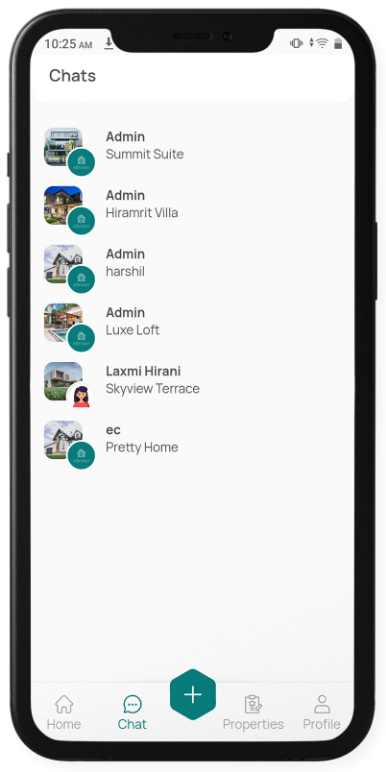 10:25 AM
Chats
Admin
Summit Suite
Admin
Hiramrit Villa
Admin
harshil
Admin
Luxe Loft
Laxmi Hirani
Skyview Terrace
ec
Pretty Home
Home
Chat
Properties
Profile